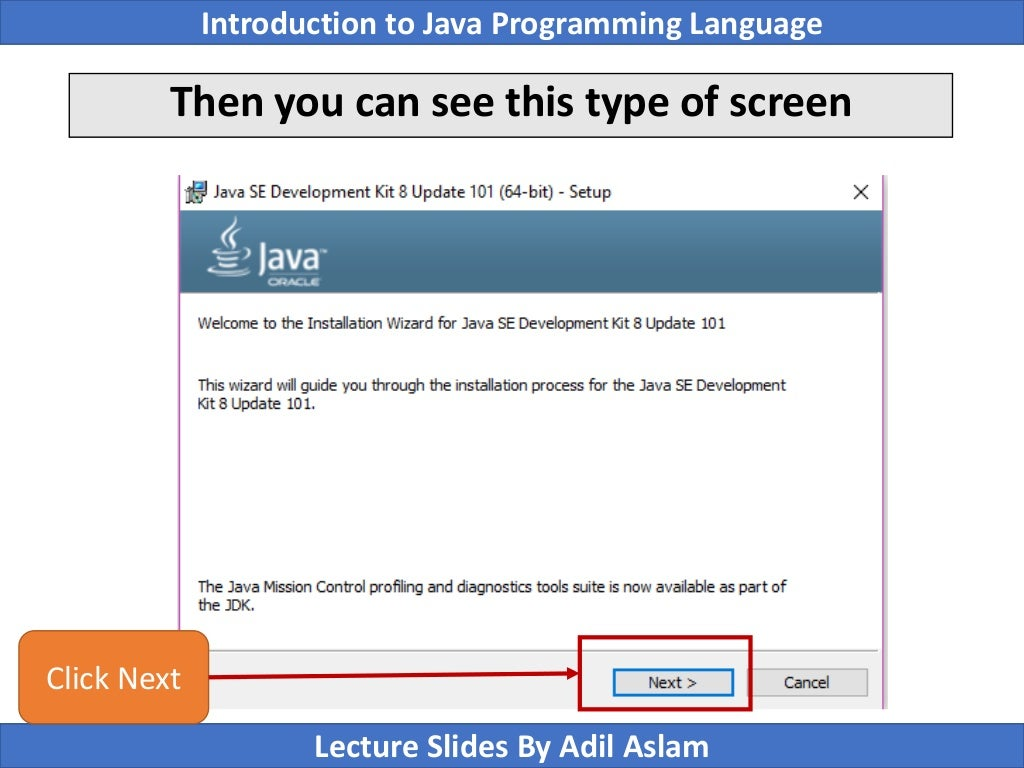 Introduction to Java Programming Language
Then you can see this type of screen
Java SE Development Kit 8 Update 101 (64-bit) - Setup
Java™
ORACLE
Welcome to the Installation Wizard for Java SE Development Kit 8 Update 101
This wizard will guide you through the installation process for the Java SE Development
Kit 8 Update 101.
The Java Mission Control profiling and diagnostics tools suite is now available as part of
the JDK.
Click Next
Next >
Cancel
Lecture Slides By Adil Aslam